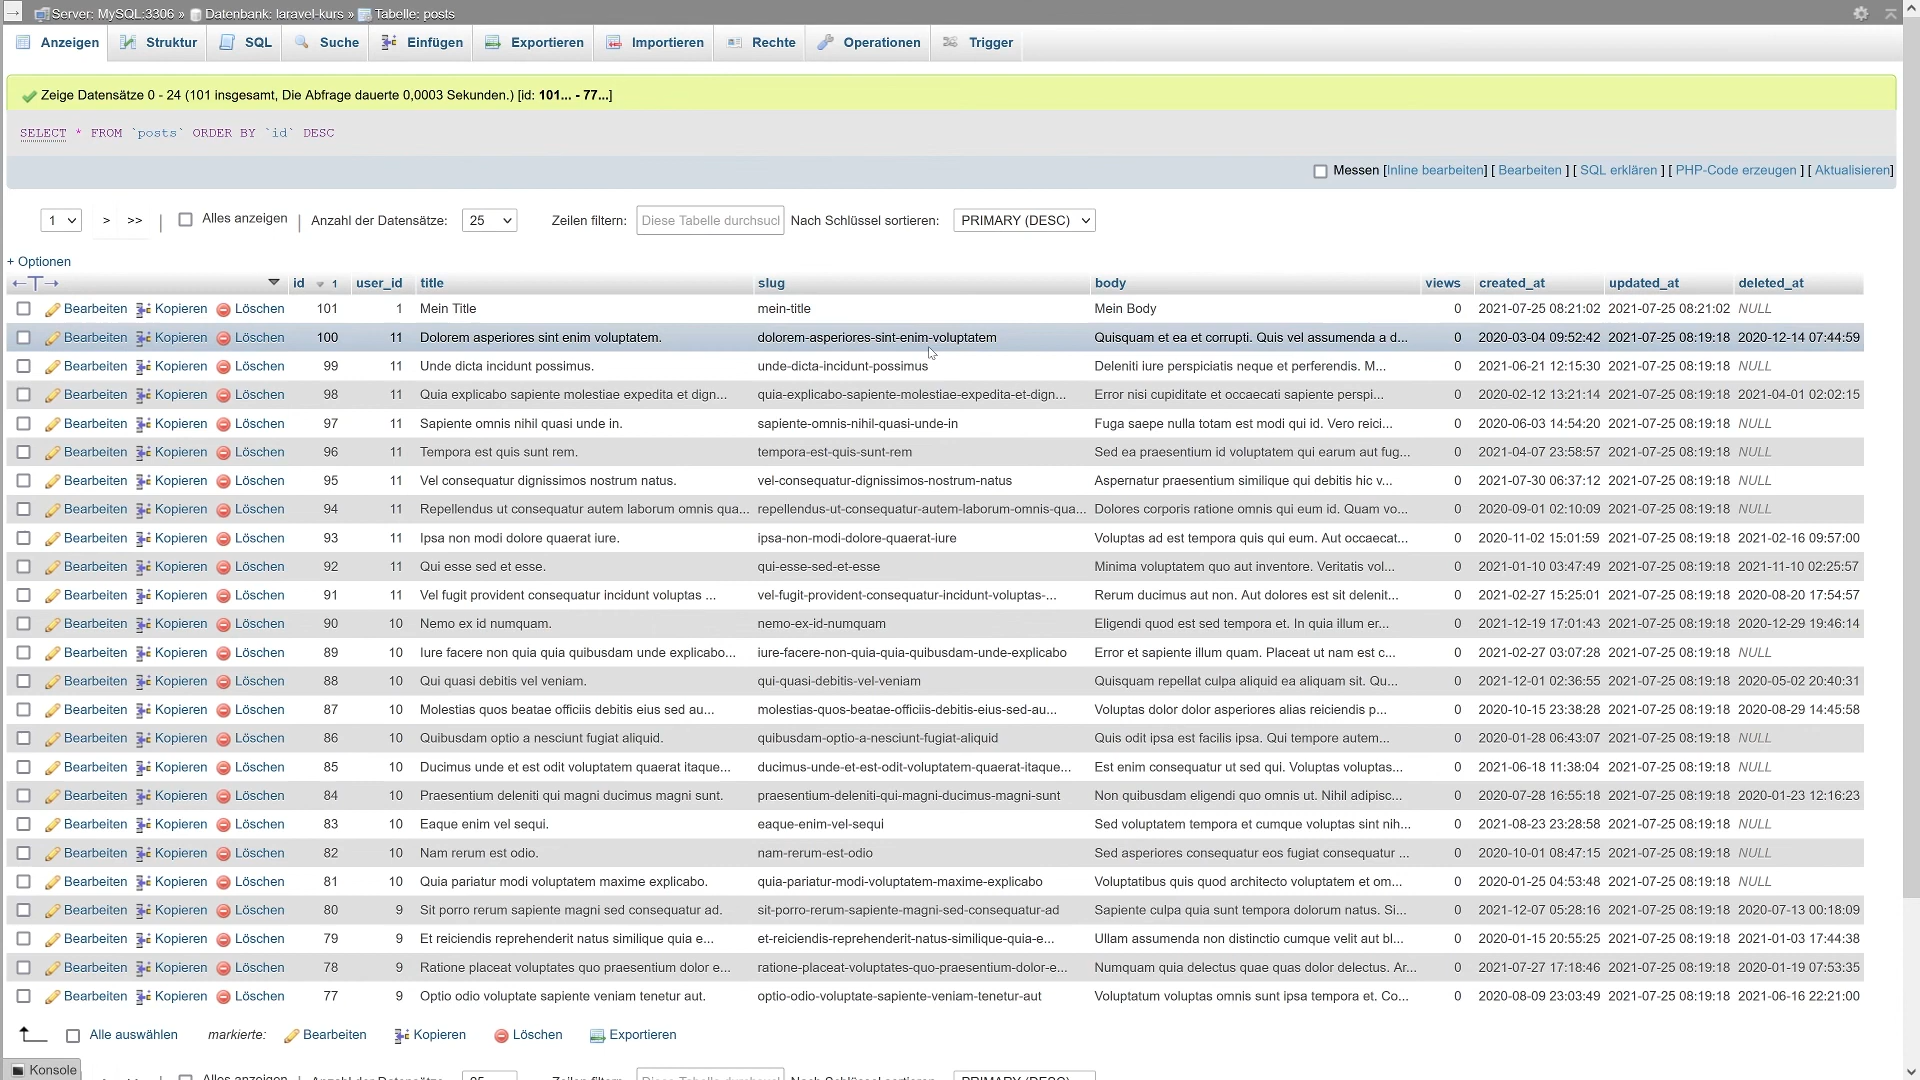 Server: MySQL:3306 » Datenbank: laravel-kurs » Tabelle: posts
Anzeigen Struktur SQL Suche Einfügen Exportieren Importieren Rechte Operationen Trigger
Zeige Datensätze 0 - 24 (101 insgesamt, Die Abfrage dauerte 0,0003 Sekunden.) [id: 101... - 77...]
SELECT * FROM `posts` ORDER BY `id` DESC
Messen [Inline bearbeiten] [ Bearbeiten ] [ SQL erklären ] [ PHP-Code erzeugen ] [ Aktualisieren]
1 > >> | Alles anzeigen | Anzahl der Datensätze: 25 Zeilen filtern: Diese Tabelle durchsucl Nach Schlüssel sortieren: PRIMARY (DESC)
+ Optionen
←T→ id 1 user_id title slug body views created_at updated_at deleted_at
Bearbeiten Kopieren Löschen 101 1 Mein Title mein-title Mein Body 0 2021-07-25 08:21:02 2021-07-25 08:21:02 NULL
Bearbeiten Kopieren Löschen 100 11 Dolorem asperiores sint enim voluptatem. dolorem-asperiores-sint-enim-voluptatem Quisquam et ea et corrupti. Quis vel assumenda a d... 0 2020-03-04 09:52:42 2021-07-25 08:19:18 2020-12-14 07:44:59
Bearbeiten Kopieren Löschen 99 11 Unde dicta incidunt possimus. unde-dicta-incidunt-possimus Deleniti iure perspiciatis neque et perferendis. M... 0 2021-06-21 12:15:30 2021-07-25 08:19:18 NULL
Bearbeiten Kopieren Löschen 98 11 Quia explicabo sapiente molestiae expedita et dign... quia-explicabo-sapiente-molestiae-expedita-et-dign... Error nisi cupiditate et occaecati sapiente perspi... 0 2020-02-12 13:21:14 2021-07-25 08:19:18 2021-04-01 02:02:15
Bearbeiten Kopieren Löschen 97 11 Sapiente omnis nihil quasi unde in. sapiente-omnis-nihil-quasi-unde-in Fuga saepe nulla totam est modi qui id. Vero reici... 0 2020-06-03 14:54:20 2021-07-25 08:19:18 NULL
Bearbeiten Kopieren Löschen 96 11 Tempora est quis sunt rem. tempora-est-quis-sunt-rem Sed ea praesentium id voluptatem qui earum aut fug... 0 2021-04-07 23:58:57 2021-07-25 08:19:18 NULL
Bearbeiten Kopieren Löschen 95 11 Vel consequatur dignissimos nostrum natus. vel-consequatur-dignissimos-nostrum-natus Aspernatur praesentium similique qui debitis hic v... 0 2021-07-30 06:37:12 2021-07-25 08:19:18 NULL
Bearbeiten Kopieren Löschen 94 11 Repellendus ut consequatur autem laborum omnis qua... repellendus-ut-consequatur-autem-laborum-omnis-qua... Dolores corporis ratione omnis qui eum id. Quam vo... 0 2020-09-01 02:10:09 2021-07-25 08:19:18 NULL
Bearbeiten Kopieren Löschen 93 11 Ipsa non modi dolore quaerat iure. ipsa-non-modi-dolore-quaerat-iure Voluptas ad est tempora quis qui eum. Aut occaecat... 0 2020-11-02 15:01:59 2021-07-25 08:19:18 2021-02-16 09:57:00
Bearbeiten Kopieren Löschen 92 11 Qui esse sed et esse. qui-esse-sed-et-esse Minima voluptatem quo aut inventore. Veritatis vol... 0 2021-01-10 03:47:49 2021-07-25 08:19:18 2021-11-10 02:25:57
Bearbeiten Kopieren Löschen 91 11 Vel fugit provident consequatur incidunt voluptas ... vel-fugit-provident-consequatur-incidunt-voluptas-... Rerum ducimus aut non. Aut dolores est sit delenit... 0 2021-02-27 15:25:01 2021-07-25 08:19:18 2020-08-20 17:54:57
Bearbeiten Kopieren Löschen 90 10 Nemo ex id numquam. nemo-ex-id-numquam Eligendi quod est sed tempora et. In quia illum er... 0 2021-12-19 17:01:43 2021-07-25 08:19:18 2020-12-29 19:46:14
Bearbeiten Kopieren Löschen 89 10 Iure facere non quia quia quibusdam unde explicabo... iure-facere-non-quia-quia-quibusdam-unde-explicabo Error et sapiente illum quam. Placeat ut nam est c... 0 2021-02-27 03:07:28 2021-07-25 08:19:18 NULL
Bearbeiten Kopieren Löschen 88 10 Qui quasi debitis vel veniam. qui-quasi-debitis-vel-veniam Quisquam repellat culpa aliquid ea aliquam sit. Qu... 0 2021-12-01 02:36:55 2021-07-25 08:19:18 2020-05-02 20:40:31
Bearbeiten Kopieren Löschen 87 10 Molestias quos beatae officiis debitis eius sed au... molestias-quos-beatae-officiis-debitis-eius-sed-au... Voluptas dolor dolor asperiores alias reiciendis p... 0 2020-10-15 23:38:28 2021-07-25 08:19:18 2020-08-29 14:45:58
Bearbeiten Kopieren Löschen 86 10 Quibusdam optio a nesciunt fugiat aliquid. quibusdam-optio-a-nesciunt-fugiat-aliquid Quis odit ipsa est facilis ipsa. Qui tempore autem... 0 2020-01-28 06:43:07 2021-07-25 08:19:18 NULL
Bearbeiten Kopieren Löschen 85 10 Ducimus unde et est odit voluptatem quaerat itaque... ducimus-unde-et-est-odit-voluptatem-quaerat-itaque... Est enim consequatur ut sed qui. Voluptas voluptas... 0 2021-06-18 11:38:04 2021-07-25 08:19:18 NULL
Bearbeiten Kopieren Löschen 84 10 Praesentium deleniti qui magni ducimus magni sunt. praesentium-deleniti-qui-magni-ducimus-magni-sunt Non quibusdam eligendi quo omnis ut. Nihil adipisc... 0 2020-07-28 16:55:18 2021-07-25 08:19:18 2020-01-23 12:16:23
Bearbeiten Kopieren Löschen 83 10 Eaque enim vel sequi. eaque-enim-vel-sequi Sed voluptatem tempora et cumque voluptas sint nih... 0 2021-08-23 23:28:58 2021-07-25 08:19:18 NULL
Bearbeiten Kopieren Löschen 82 10 Nam rerum est odio. nam-rerum-est-odio Sed asperiores consequatur eos fugiat consequatur ... 0 2020-10-01 08:47:15 2021-07-25 08:19:18 NULL
Bearbeiten Kopieren Löschen 81 10 Quia pariatur modi voluptatem maxime explicabo. quia-pariatur-modi-voluptatem-maxime-explicabo Voluptatibus quis quod architecto voluptatem et om... 0 2020-01-25 04:53:48 2021-07-25 08:19:18 NULL
Bearbeiten Kopieren Löschen 80 9 Sit porro rerum sapiente magni sed consequatur ad. sit-porro-rerum-sapiente-magni-sed-consequatur-ad Sapiente culpa quia sunt tempora dolorum natus. Si... 0 2021-12-07 05:28:16 2021-07-25 08:19:18 2020-07-13 00:18:09
Bearbeiten Kopieren Löschen 79 9 Et reiciendis reprehenderit natus similique quia e... et-reiciendis-reprehenderit-natus-similique-quia-e... Ullam assumenda non distinctio cumque velit aut bl... 0 2020-01-15 20:55:25 2021-07-25 08:19:18 2021-01-03 17:44:38
Bearbeiten Kopieren Löschen 78 9 Ratione placeat voluptates quo praesentium dolor e... ratione-placeat-voluptates-quo-praesentium-dolor-e... Numquam quia delectus quae quas dolor delectus. Ar... 0 2021-07-27 17:18:46 2021-07-25 08:19:18 2020-01-19 07:53:35
Bearbeiten Kopieren Löschen 77 9 Optio odio voluptate sapiente veniam tenetur aut. optio-odio-voluptate-sapiente-veniam-tenetur-aut Voluptatum voluptas omnis sunt ipsa tempora et. Co... 0 2020-08-09 23:03:49 2021-07-25 08:19:18 2021-06-16 22:21:00
Alle auswählen markierte: Bearbeiten Kopieren Löschen Exportieren
Konsole Alles anzeigen | Anzahl der Datensätze: 25 Zeilen filtern: Diese Tabelle durchsucl Nach Schlüssel sortieren: PRIMARY (DESC)